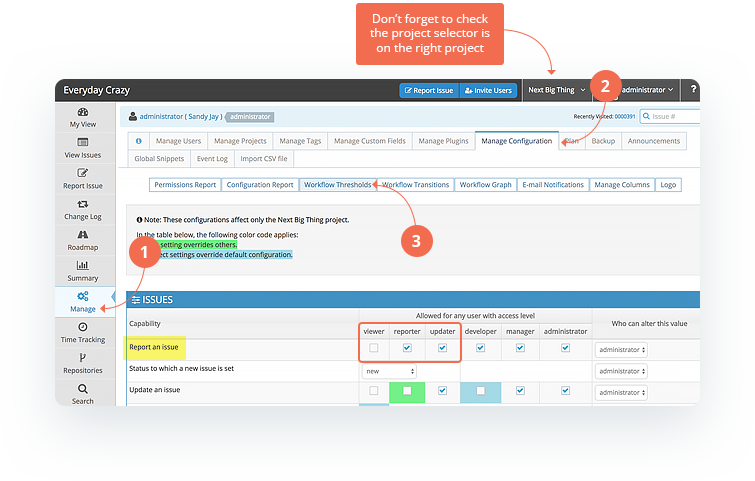 Don't forget to check
the project selector is
on the right project
Everyday Crazy
Report Issue
Invite Users
Next Big Thing
administrator
?
My View
View Issues
Report Issue
Change Log
Roadmap
Summary
Manage
Time Tracking
Repositories
Search
administrator ( Sandy Jay )
administrator
Recently Visited: 0000391
Issue #
Manage Users
Manage Projects
Manage Tags
Manage Custom Fields
Manage Plugins
Manage Configuration
Plan
Backup
Announcements
Global Snippets
Event Log
Import CSV file
Permissions Report
Configuration Report
Workflow Thresholds
Workflow Transitions
Workflow Graph
E-mail Notifications
Manage Columns
Logo
1
2
3
Note: These configurations affect only the Next Big Thing project.
In the table below, the following color code applies:
setting overrides others.
ect settings override default configuration.
ISSUES
Capability
Allowed for any user with access level
Who can alter this value
viewer
reporter
updater
developer
manager
administrator
Report an issue
administrator
Status to which a new issue is set
new
administrator
Update an issue
administrator